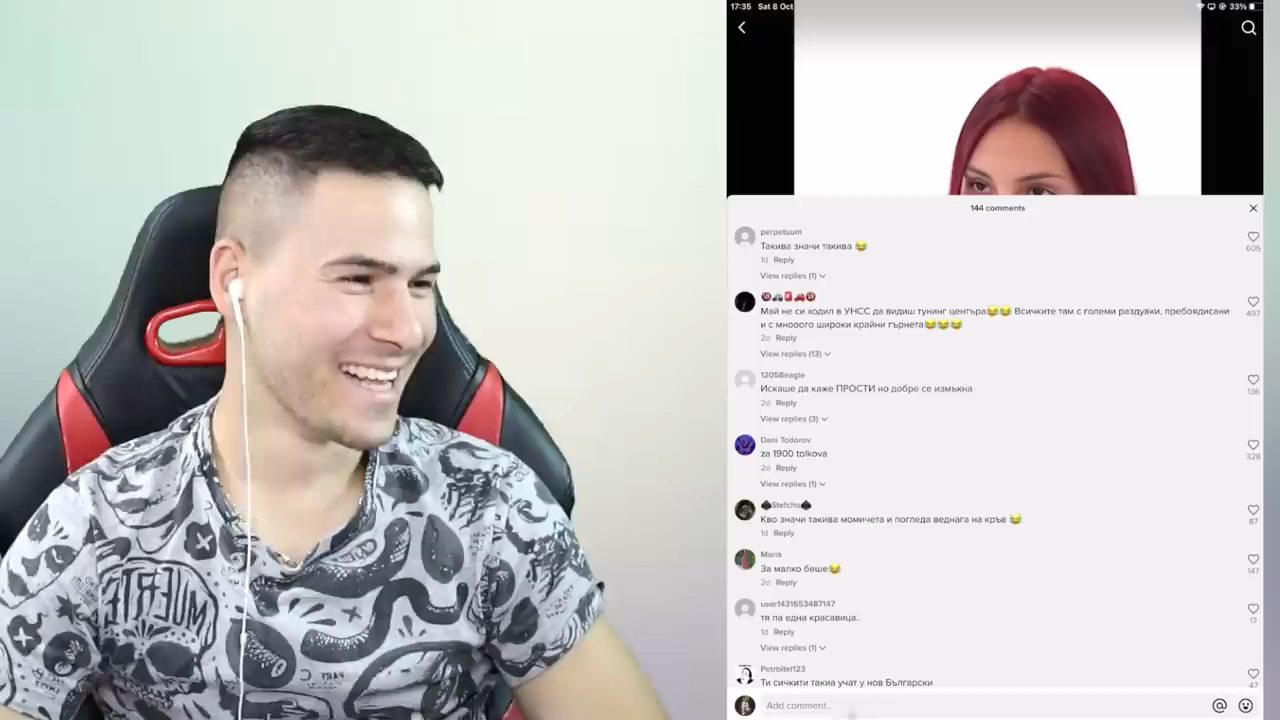 17:35 Sat 8 Oct
33%
144 comments
perpetuum
Такива значи такива 😂
1d Reply
View replies (1)
605
Май не си ходил в УНСС да видиш тунинг центъра😂😂 Всичките там с големи раздувки, пребоядисани
и с мнооого широки крайни гърнета😂😂😂
2d Reply
View replies (13)
497
1205Beagle
Искаше да каже ПРОСТИ но добре се измъкна
2d Reply
View replies (3)
136
Dani Todorov
za 1900 tolkova
2d Reply
View replies (1)
328
♠Stefcho♠
Кво значи такива момичета и погледа веднага на кръв 😂
1d Reply
87
Maria
За малко беше😂
2d Reply
147
user1431653487147
тя па една красавица..
1d Reply
View replies (1)
17
Potrbitel123
Ти сичкити такиа учат у нов Български
47
Add comment...